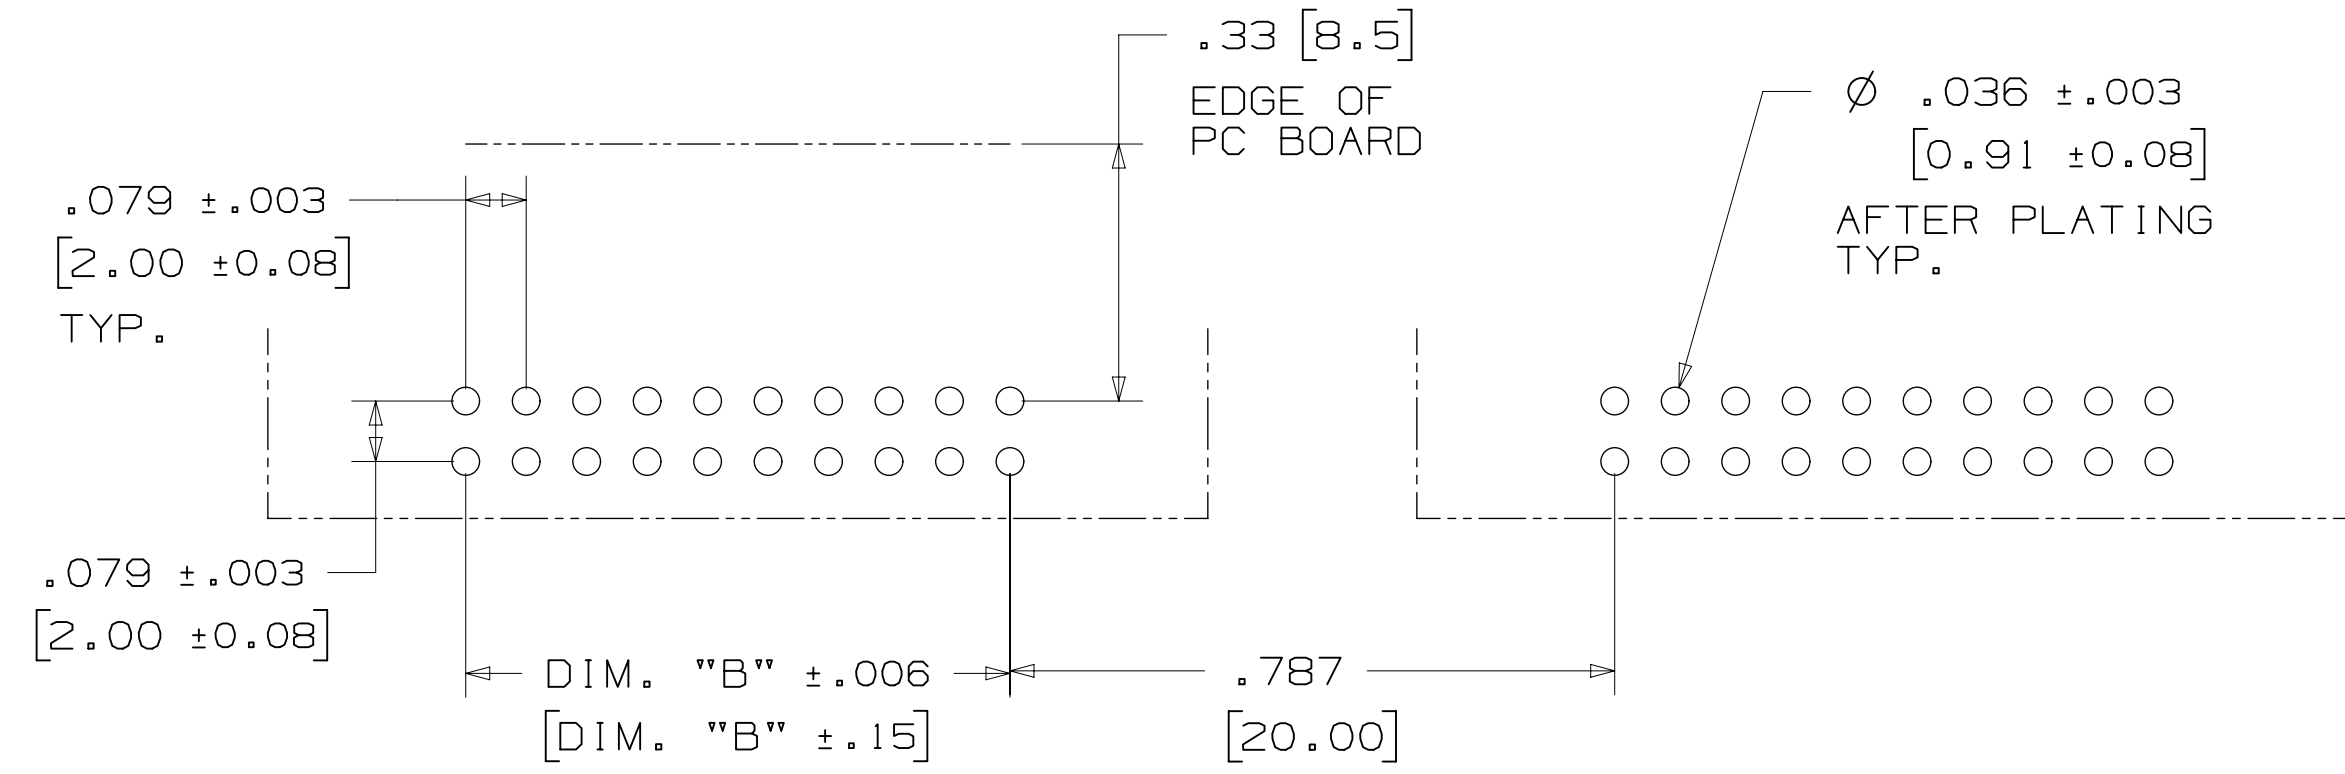 .33 [8.5]
EDGE OF
PC BOARD
Ø .036 ±.003
[0.91 ±0.08]
AFTER PLATING
TYP.
.079 ±.003
[2.00 ±0.08]
TYP.
.079 ±.003
[2.00 ±0.08]
DIM. "B" ±.006
[DIM. "B" ±.15]
.787
[20.00]